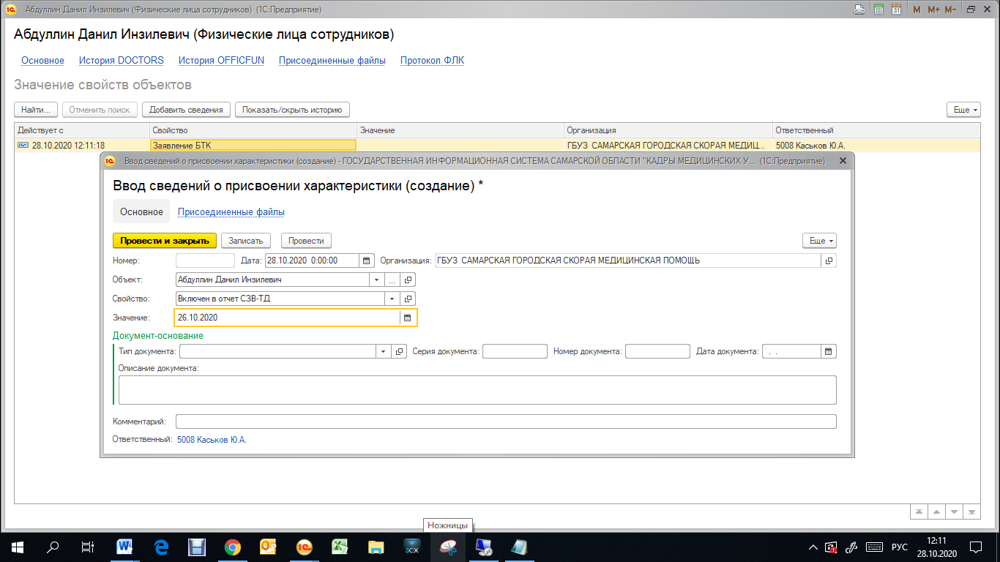 Абдуллин Данил Инзилевич (Физические лица сотрудников) (1С:Предприятие)
31 M M+ M−
Абдуллин Данил Инзилевич (Физические лица сотрудников)
Основное История DOCTORS История OFFICFUN Присоединенные файлы Протокол ФЛК
Значение свойств объектов
Найти... Отменить поиск Добавить сведения Показать/скрыть историю Еще
Действует с Свойство Значение Организация Ответственный
28.10.2020 12:11:18 Заявление БТК ГБУЗ САМАРСКАЯ ГОРОДСКАЯ СКОРАЯ МЕДИЦ... 5008 Каськов Ю.А.
Ввод сведений о присвоении характеристики (создание) - ГОСУДАРСТВЕННАЯ ИНФОРМАЦИОННАЯ СИСТЕМА САМАРСКОЙ ОБЛАСТИ "КАДРЫ МЕДИЦИНСКИХ У... (1С:Предприятие)
Ввод сведений о присвоении характеристики (создание) *
Основное Присоединенные файлы
Провести и закрыть Записать Провести Еще
Номер: Дата: 28.10.2020 0:00:00 Организация: ГБУЗ САМАРСКАЯ ГОРОДСКАЯ СКОРАЯ МЕДИЦИНСКАЯ ПОМОЩЬ
Объект: Абдуллин Данил Инзилевич ...
Свойство: Включен в отчет СЗВ-ТД
Значение: 26.10.2020
Документ-основание
Тип документа: Серия документа: Номер документа: Дата документа: . .
Описание документа:
Комментарий:
Ответственный: 5008 Каськов Ю.А.
Ножницы
3CX РУС 12:11
28.10.2020